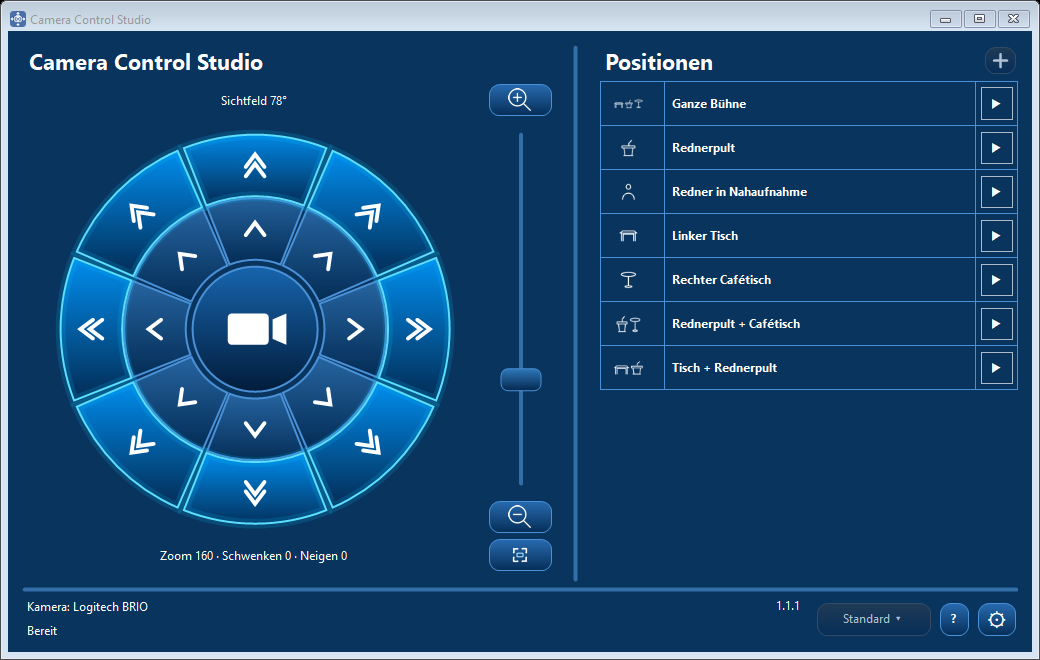 Camera Control Studio
Camera Control Studio
Sichtfeld 78°
Zoom 160 · Schwenken 0 · Neigen 0
Positionen
Ganze Bühne
Rednerpult
Redner in Nahaufnahme
Linker Tisch
Rechter Cafétisch
Rednerpult + Cafétisch
Tisch + Rednerpult
Kamera: Logitech BRIO
Bereit
1.1.1
Standard
?